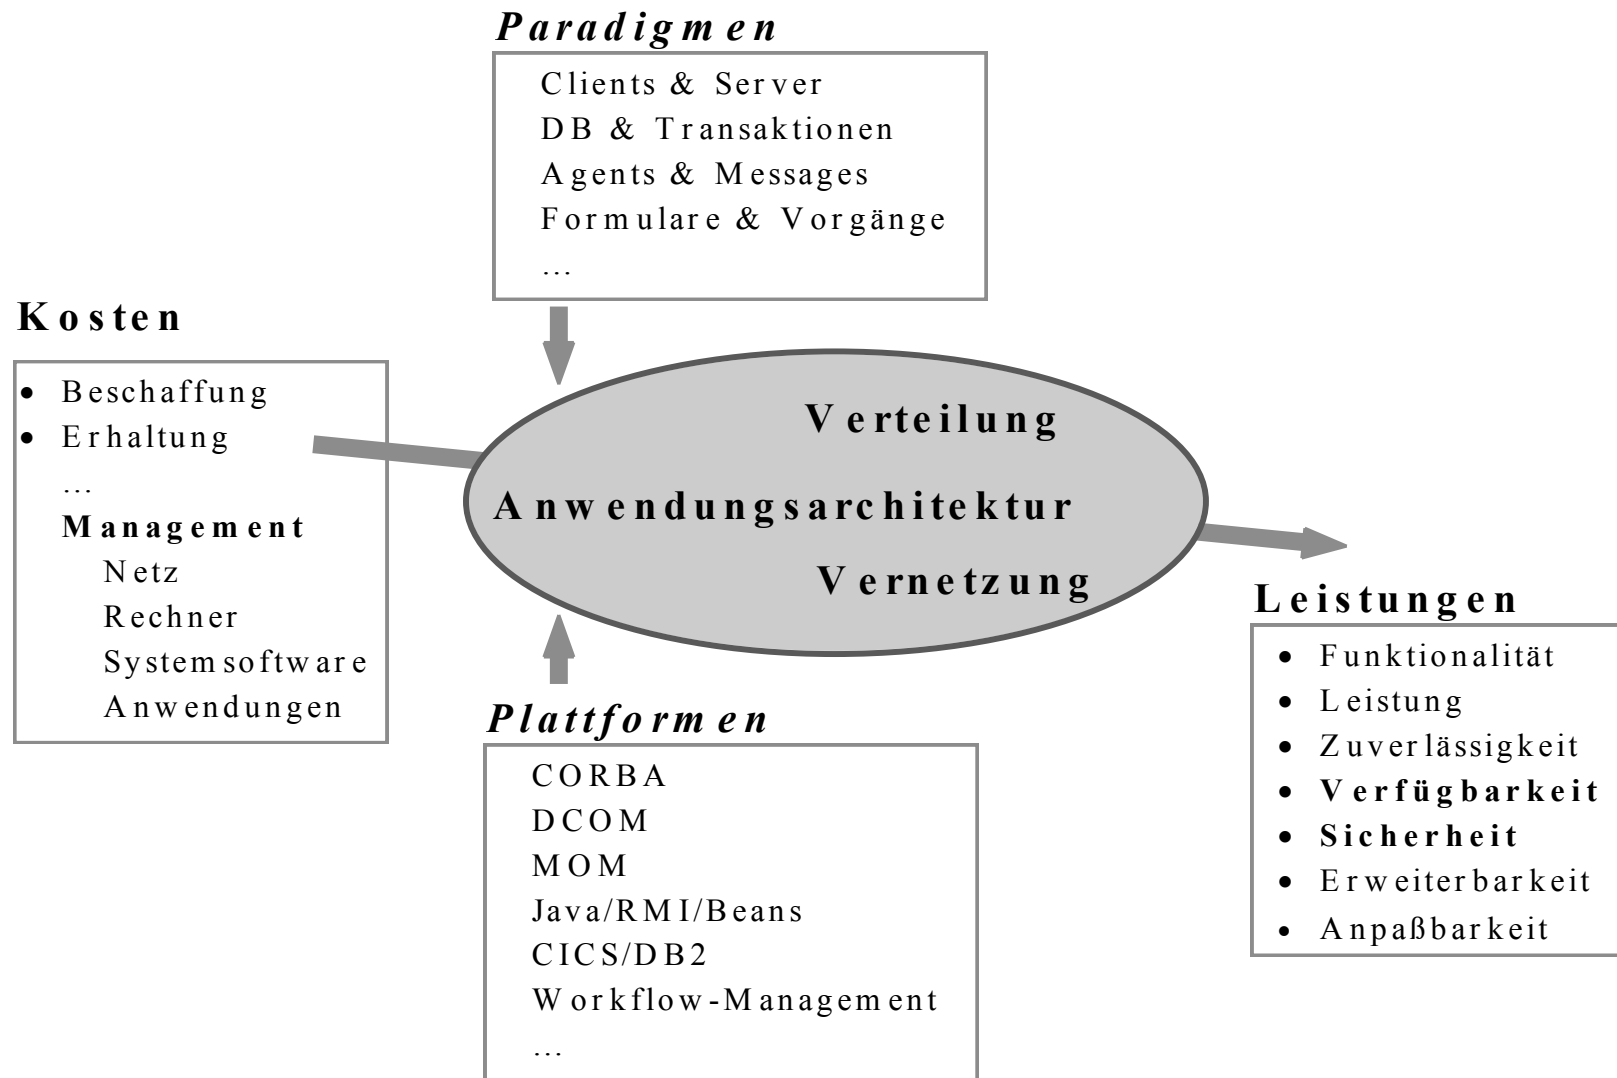 Paradigmen
Clients & Server
DB & Transaktionen
Agents & Messages
Formulare & Vorgänge
...
Kosten
• Beschaffung
• Erhaltung
...
Management
Netz
Rechner
Systemsoftware
Anwendungen
Verteilung
Anwendungsarchitektur
Vernetzung
Plattformen
CORBA
DCOM
MOM
Java/RMI/Beans
CICS/DB2
Workflow-Management
...
Leistungen
• Funktionalität
• Leistung
• Zuverlässigkeit
• Verfügbarkeit
• Sicherheit
• Erweiterbarkeit
• Anpaßbarkeit